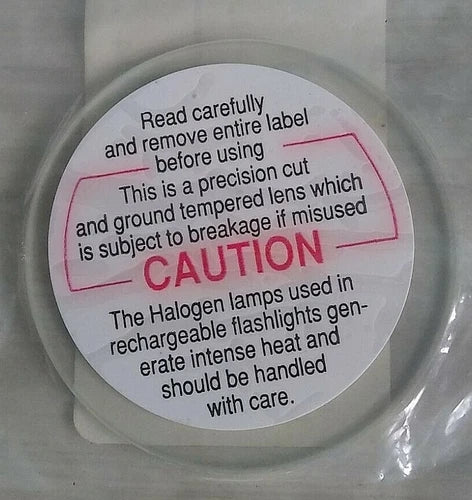 Read carefully
and remove entire label
before using
This is a precision cut
and ground tempered lens which
is subject to breakage if misused
CAUTION
The Halogen lamps used in
rechargeable flashlights gen-
erate intense heat and
should be handled
with care.